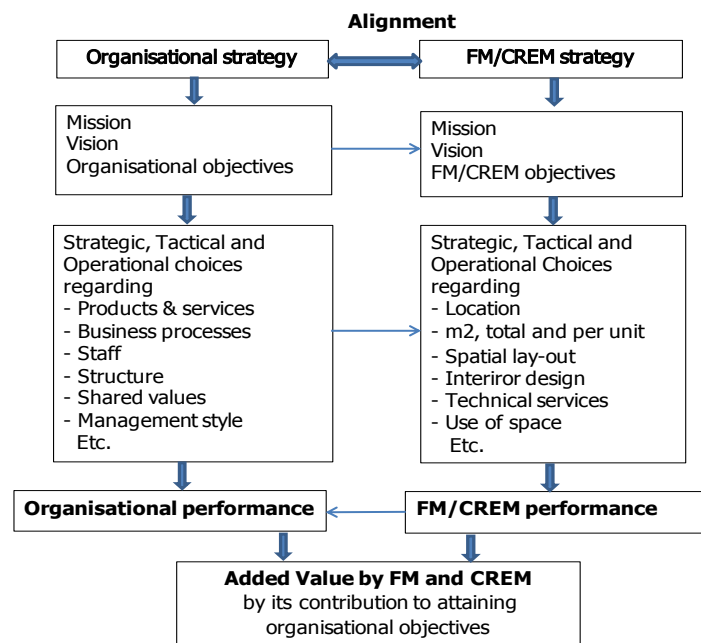 Alignment
Organisational strategy
FM/CREM strategy
Mission
Vision
Organisational objectives
Mission
Vision
FM/CREM objectives
Strategic, Tactical and
Operational choices
regarding
- Products & services
- Business processes
- Staff
- Structure
- Shared values
- Management style
Etc.
Strategic, Tactical and
Operational Choices
regarding
- Location
- m2, total and per unit
- Spatial lay-out
- Interiror design
- Technical services
- Use of space
Etc.
Organisational performance
FM/CREM performance
Added Value by FM and CREM
by its contribution to attaining
organisational objectives